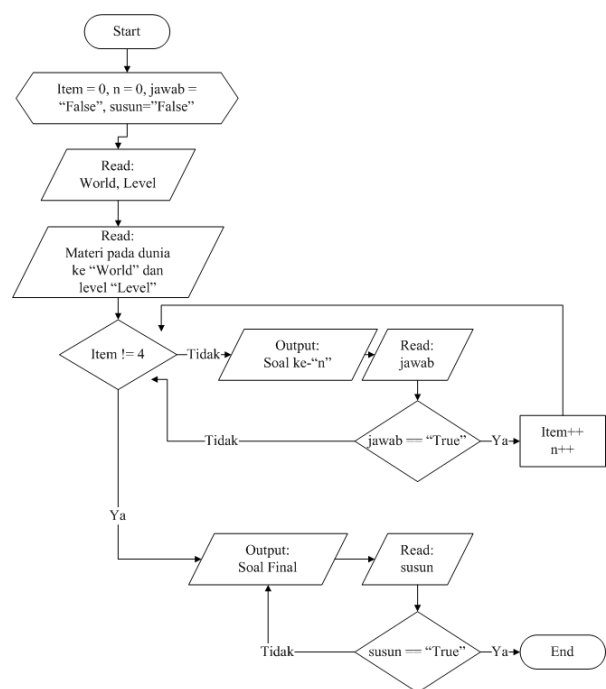 Start
Item = 0, n = 0, jawab =
“False”, susun=”False”
Read:
World, Level
Read:
Materi pada dunia
ke “World” dan
level “Level”
Item != 4
Tidak
Output:
Soal ke-“n”
Read:
jawab
jawab == “True”
Tidak
Ya
Item++
n++
Ya
Output:
Soal Final
Read:
susun
susun == “True”
Tidak
Ya
End